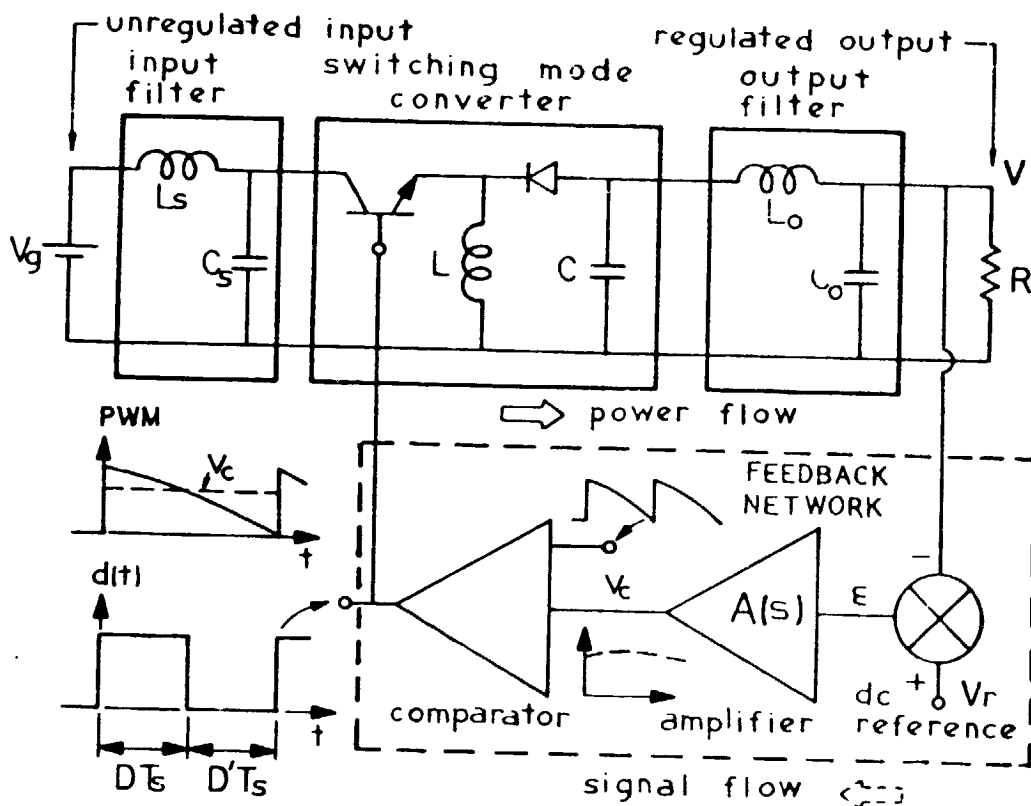 unregulated input
regulated output
input
filter
switching mode
converter
output
filter
Ls
Lo
V
Vg
Cs
L
C
Co
R
power flow
PWM
Vc
t
FEEDBACK
NETWORK
d(t)
Vc
A(s)
ε
−
+
comparator
amplifier
dc
reference
Vr
t
DTs
D'Ts
signal flow